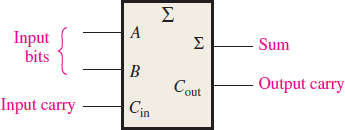 Σ
Input bits
A
Σ
Sum
B
Cout
Output carry
Input carry
Cin